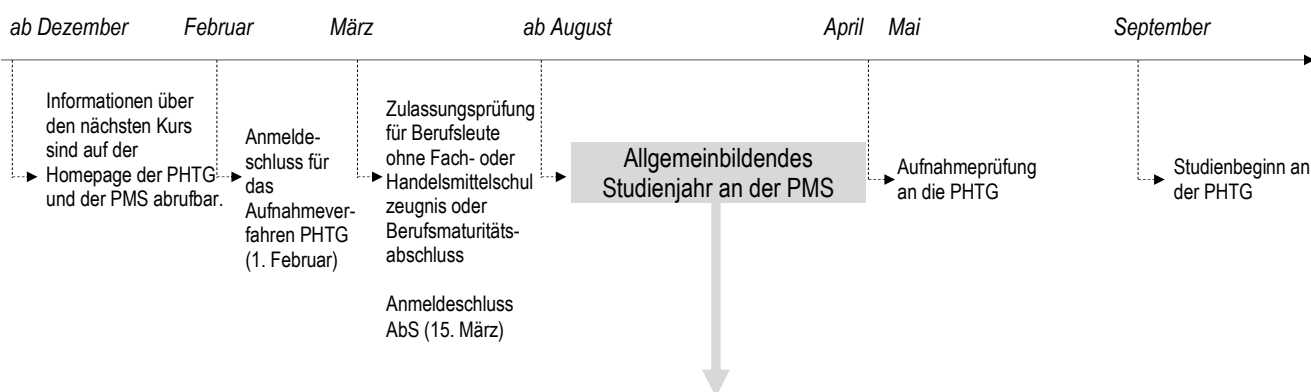 ab Dezember Februar März ab August April Mai September
Informationen über
den nächsten Kurs
sind auf der
Homepage der PHTG
und der PMS abrufbar.
Anmelde-
schluss für
das
Aufnahmever-
fahren PHTG
(1. Februar)
Zulassungsprüfung
für Berufsleute
ohne Fach- oder
Handelsmittelschul
zeugnis oder
Berufsmaturitäts-
abschluss
Anmeldeschluss
AbS (15. März)
Allgemeinbildendes
Studienjahr an der PMS
Aufnahmeprüfung
an die PHTG
Studienbeginn an
der PHTG